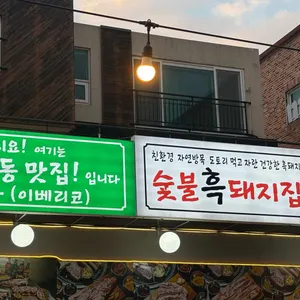 시요! 여기는
동 맛집! 입니다
(이베리코)
친환경 자연방목 도토리 먹고 자란 건강한 흑돼지
숯불흑돼지집